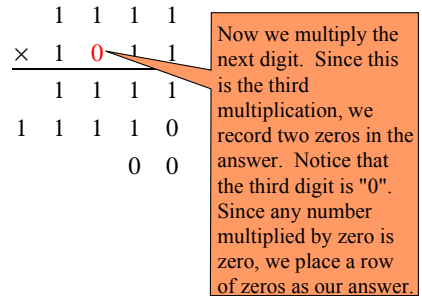 1 1 1 1
× 1 0 1 1
1 1 1 1
1 1 1 1 0
0 0
Now we multiply the
next digit. Since this
is the third
multiplication, we
record two zeros in the
answer. Notice that
the third digit is "0".
Since any number
multiplied by zero is
zero, we place a row
of zeros as our answer.